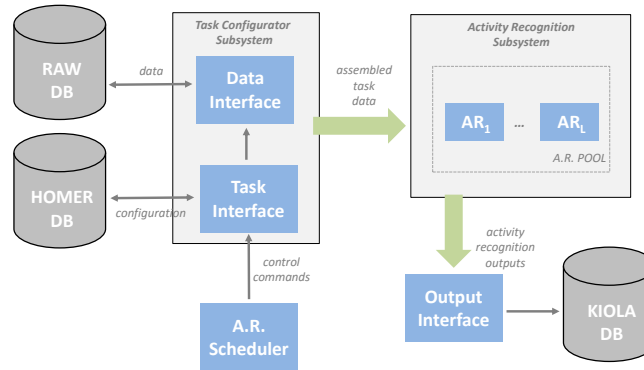 Task Configurator
Subsystem
Activity Recognition
Subsystem
RAW
DB
data
Data
Interface
assembled
task
data
AR1
...
ARL
A.R. POOL
HOMER
DB
configuration
Task
Interface
control
commands
activity
recognition
outputs
A.R.
Scheduler
Output
Interface
KIOLA
DB